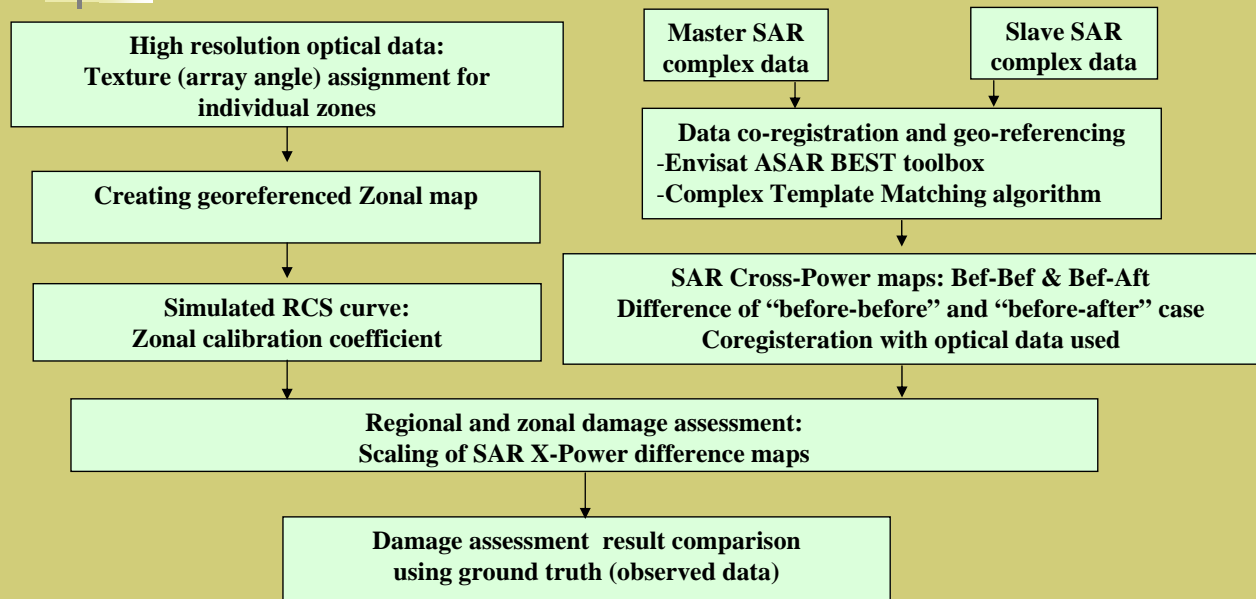 High resolution optical data:
Texture (array angle) assignment for
individual zones
Creating georeferenced Zonal map
Simulated RCS curve:
Zonal calibration coefficient
Master SAR
complex data
Slave SAR
complex data
Data co-registration and geo-referencing
-Envisat ASAR BEST toolbox
-Complex Template Matching algorithm
SAR Cross-Power maps: Bef-Bef & Bef-Aft
Difference of “before-before” and “before-after” case
Coregisteration with optical data used
Regional and zonal damage assessment:
Scaling of SAR X-Power difference maps
Damage assessment result comparison
using ground truth (observed data)